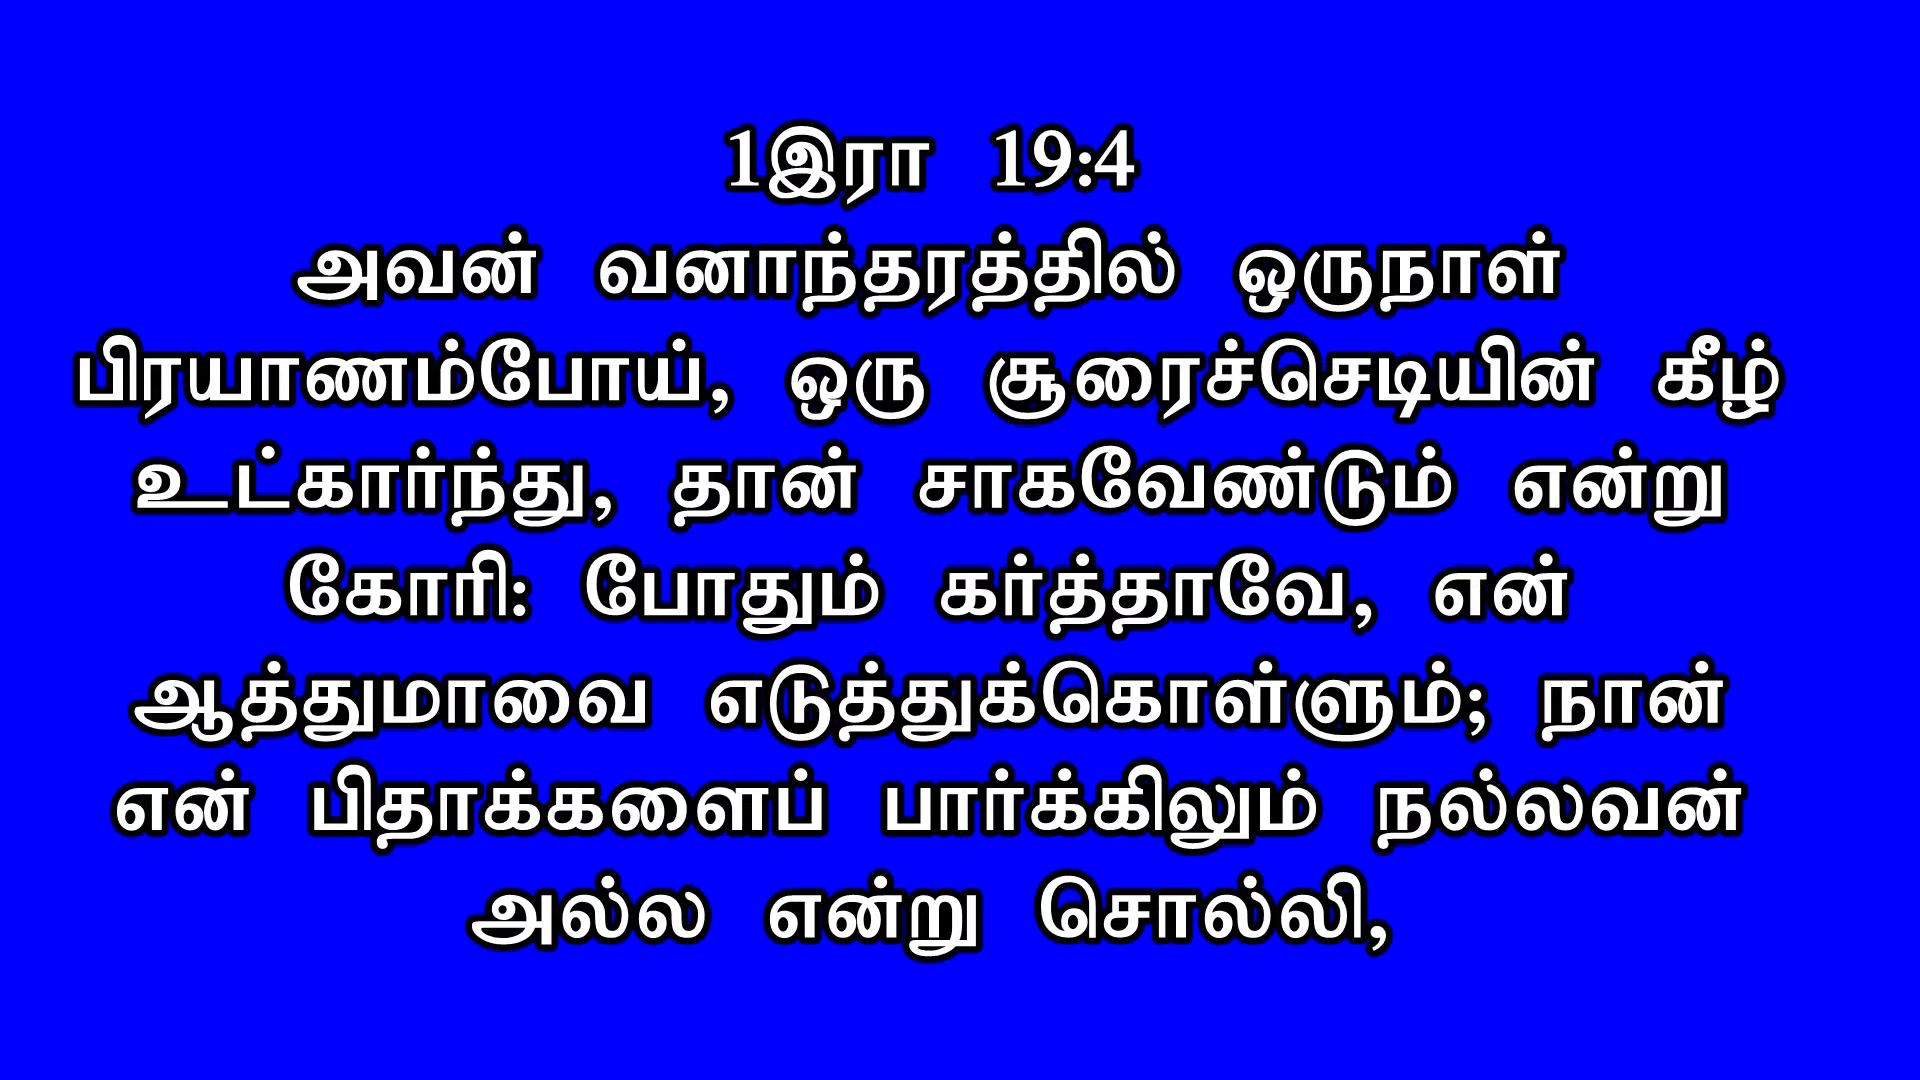 1இரா 19:4
அவன் வனாந்தரத்தில் ஒருநாள்
பிரயாணம்போய், ஒரு சூரைச்செடியின் கீழ்
உட்கார்ந்து, தான் சாகவேண்டும் என்று
கோரி: போதும் கர்த்தாவே, என்
ஆத்துமாவை எடுத்துக்கொள்ளும்; நான்
என் பிதாக்களைப் பார்க்கிலும் நல்லவன்
அல்ல என்று சொல்லி,